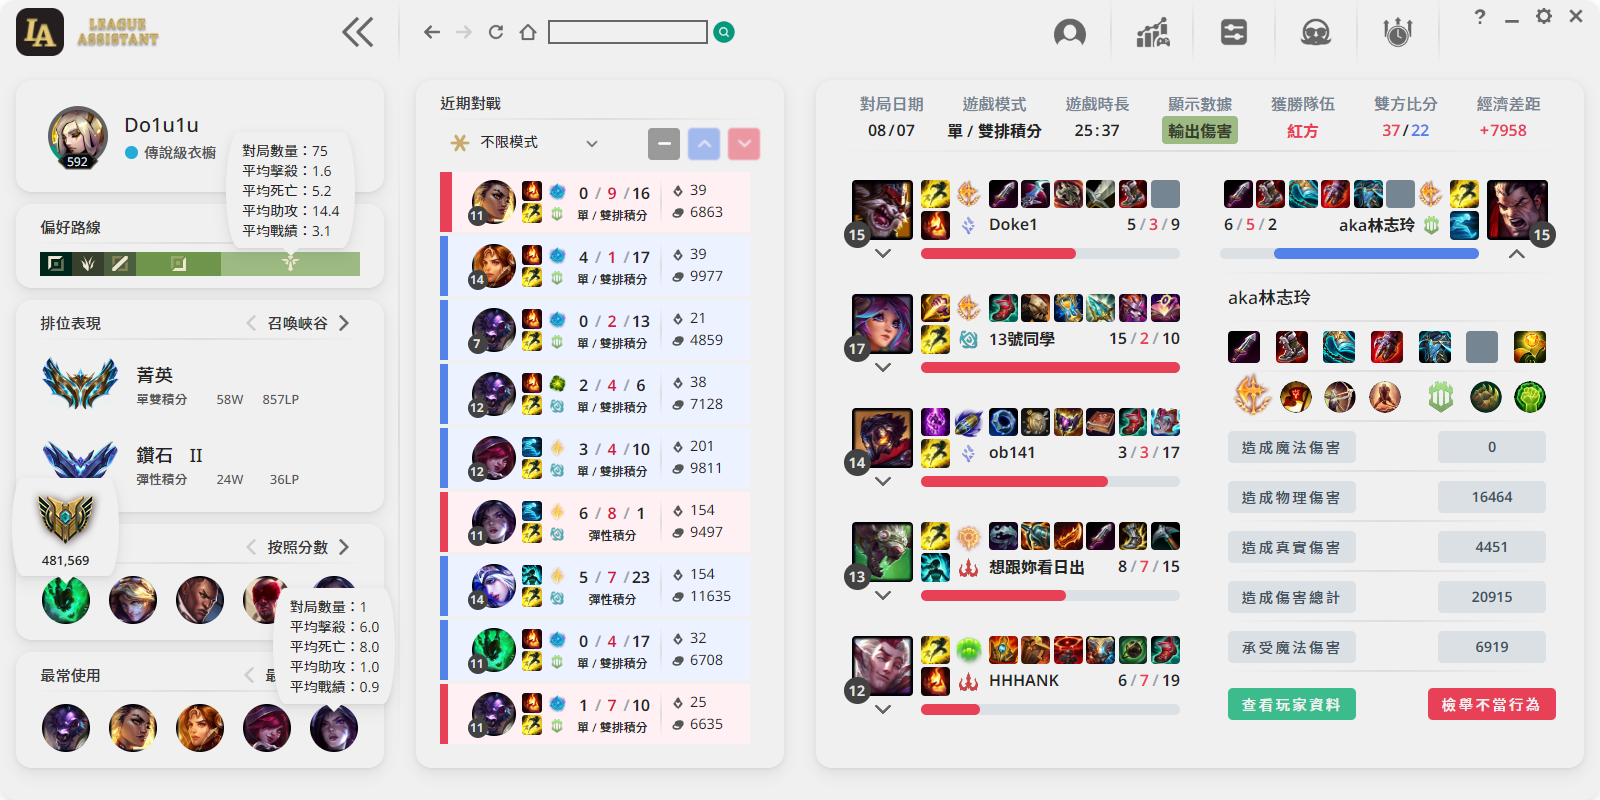 LA
LEAGUE
ASSISTANT
?
592
Do1u1u
傳說級衣櫥
對局數量：75
平均擊殺：1.6
平均死亡：5.2
平均助攻：14.4
平均戰績：3.1
偏好路線
排位表現
召喚峽谷
菁英
單雙積分 58W 857LP
鑽石 II
彈性積分 24W 36LP
481,569
按照分數
對局數量：1
平均擊殺：6.0
平均死亡：8.0
平均助攻：1.0
平均戰績：0.9
最常使用
近期對戰
不限模式
11 0 / 9 / 16 39
單 / 雙排積分 6863
14 4 / 1 / 17 39
單 / 雙排積分 9977
7 0 / 2 / 13 21
單 / 雙排積分 4859
12 2 / 4 / 6 38
單 / 雙排積分 7128
12 3 / 4 / 10 201
單 / 雙排積分 9811
11 6 / 8 / 1 154
彈性積分 9497
14 5 / 7 / 23 154
彈性積分 11635
11 0 / 4 / 17 32
單 / 雙排積分 6708
11 1 / 7 / 10 25
單 / 雙排積分 6635
對局日期 遊戲模式 遊戲時長 顯示數據 獲勝隊伍 雙方比分 經濟差距
08/07 單 / 雙排積分 25:37 輸出傷害 紅方 37/22 +7958
15 Doke1 5/3/9
17 13號同學 15/2/10
14 ob141 3/3/17
13 想跟妳看日出 8/7/15
12 HHHANK 6/7/19
6/5/2 aka林志玲 15
aka林志玲
造成魔法傷害 0
造成物理傷害 16464
造成真實傷害 4451
造成傷害總計 20915
承受魔法傷害 6919
查看玩家資料 檢舉不當行為